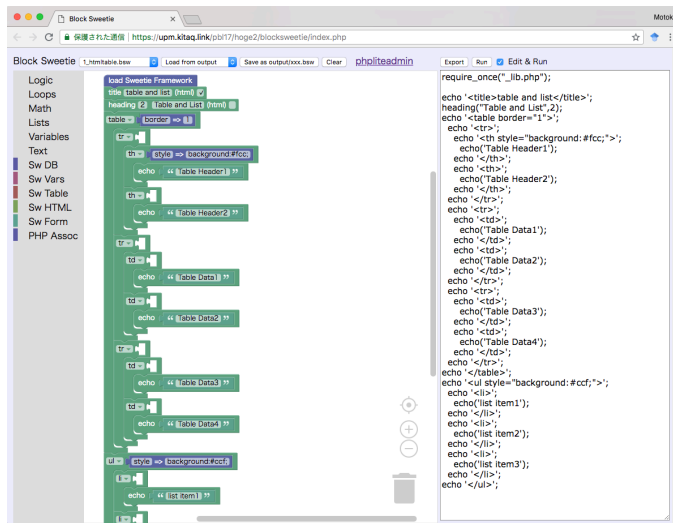 Block Sweetie
Motok
保護された通信 | https://upm.kitaq.link/pbl17/hoge2/blocksweetie/index.php
Block Sweetie 1_htmltable.bsw Load from output Save as output/xxx.bsw Clear phpliteadmin
Export Run Edit & Run
Logic
Loops
Math
Lists
Variables
Text
Sw DB
Sw Vars
Sw Table
Sw HTML
Sw Form
PHP Assoc
load Sweetie Framework
title table and list (html)
heading 2 Table and List (html)
table border => 1
tr
th style => background:#fcc;
echo “ Table Header1 ”
th
echo “ Table Header2 ”
tr
td
echo “ Table Data1 ”
td
echo “ Table Data2 ”
tr
td
echo “ Table Data3 ”
td
echo “ Table Data4 ”
ul style => background:#ccf;
li
echo “ list item1 ”
li
require_once("_lib.php");
echo '<title>table and list</title>';
heading("Table and List",2);
echo '<table border="1">';
echo '<tr>';
echo '<th style="background:#fcc;">';
echo('Table Header1');
echo '</th>';
echo '<th>';
echo('Table Header2');
echo '</th>';
echo '</tr>';
echo '<tr>';
echo '<td>';
echo('Table Data1');
echo '</td>';
echo '<td>';
echo('Table Data2');
echo '</td>';
echo '</tr>';
echo '<tr>';
echo '<td>';
echo('Table Data3');
echo '</td>';
echo '<td>';
echo('Table Data4');
echo '</td>';
echo '</tr>';
echo '</table>';
echo '<ul style="background:#ccf;">';
echo '<li>';
echo('list item1');
echo '</li>';
echo '<li>';
echo('list item2');
echo '</li>';
echo '<li>';
echo('list item3');
echo '</li>';
echo '</ul>';